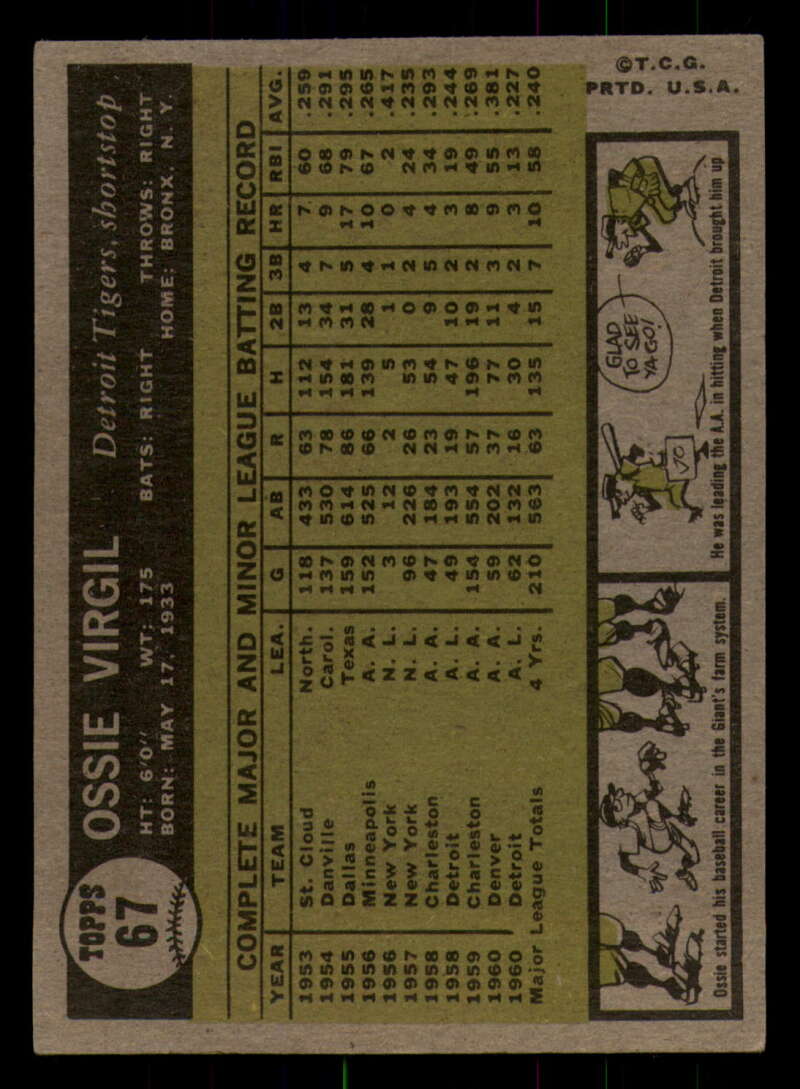 TOPPS
67
OSSIE VIRGIL Detroit Tigers, shortstop
HT: 6'0" WT: 175 BATS: RIGHT THROWS: RIGHT
BORN: MAY 17, 1933 HOME: BRONX, N. Y.
COMPLETE MAJOR AND MINOR LEAGUE BATTING RECORD
YEAR TEAM LEA. G AB R H 2B 3B HR RBI AVG.
1953 St. Cloud North. 118 433 63 112 13 4 7 60 .259
1954 Danville Carol. 137 530 78 154 34 7 9 68 .291
1955 Dallas Texas 159 614 86 181 31 5 17 79 .295
1956 Minneapolis A. A. 152 525 66 139 28 4 10 67 .265
1956 New York N. L. 3 12 2 5 1 1 0 2 .417
1957 New York N. L. 96 226 26 53 0 2 4 24 .235
1958 Charleston A. A. 47 184 23 54 9 5 4 34 .293
1958 Detroit A. L. 49 193 19 47 10 2 3 19 .244
1959 Charleston A. A. 154 554 57 196 19 2 8 49 .269
1960 Denver A. A. 59 202 37 77 11 3 9 55 .381
1960 Detroit A. L. 62 132 16 30 4 2 3 13 .227
Major League Totals 4 Yrs. 210 563 63 135 15 7 10 58 .240
Ossie started his baseball career in the Giant's farm system.
GLAD
TO SEE
YA-GO!
He was leading the A.A. in hitting when Detroit brought him up
©T.C.G.
PRTD. U.S.A.